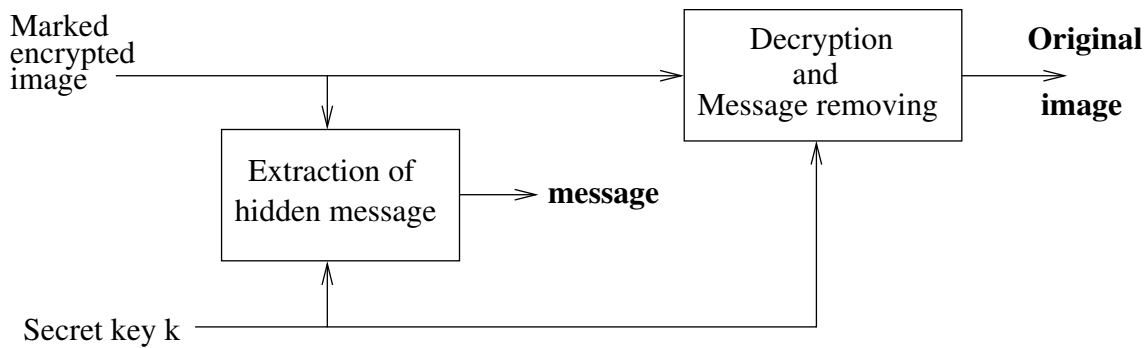 Marked
encrypted
image
Decryption
and
Message removing
Original
image
Extraction of
hidden message
message
Secret key k